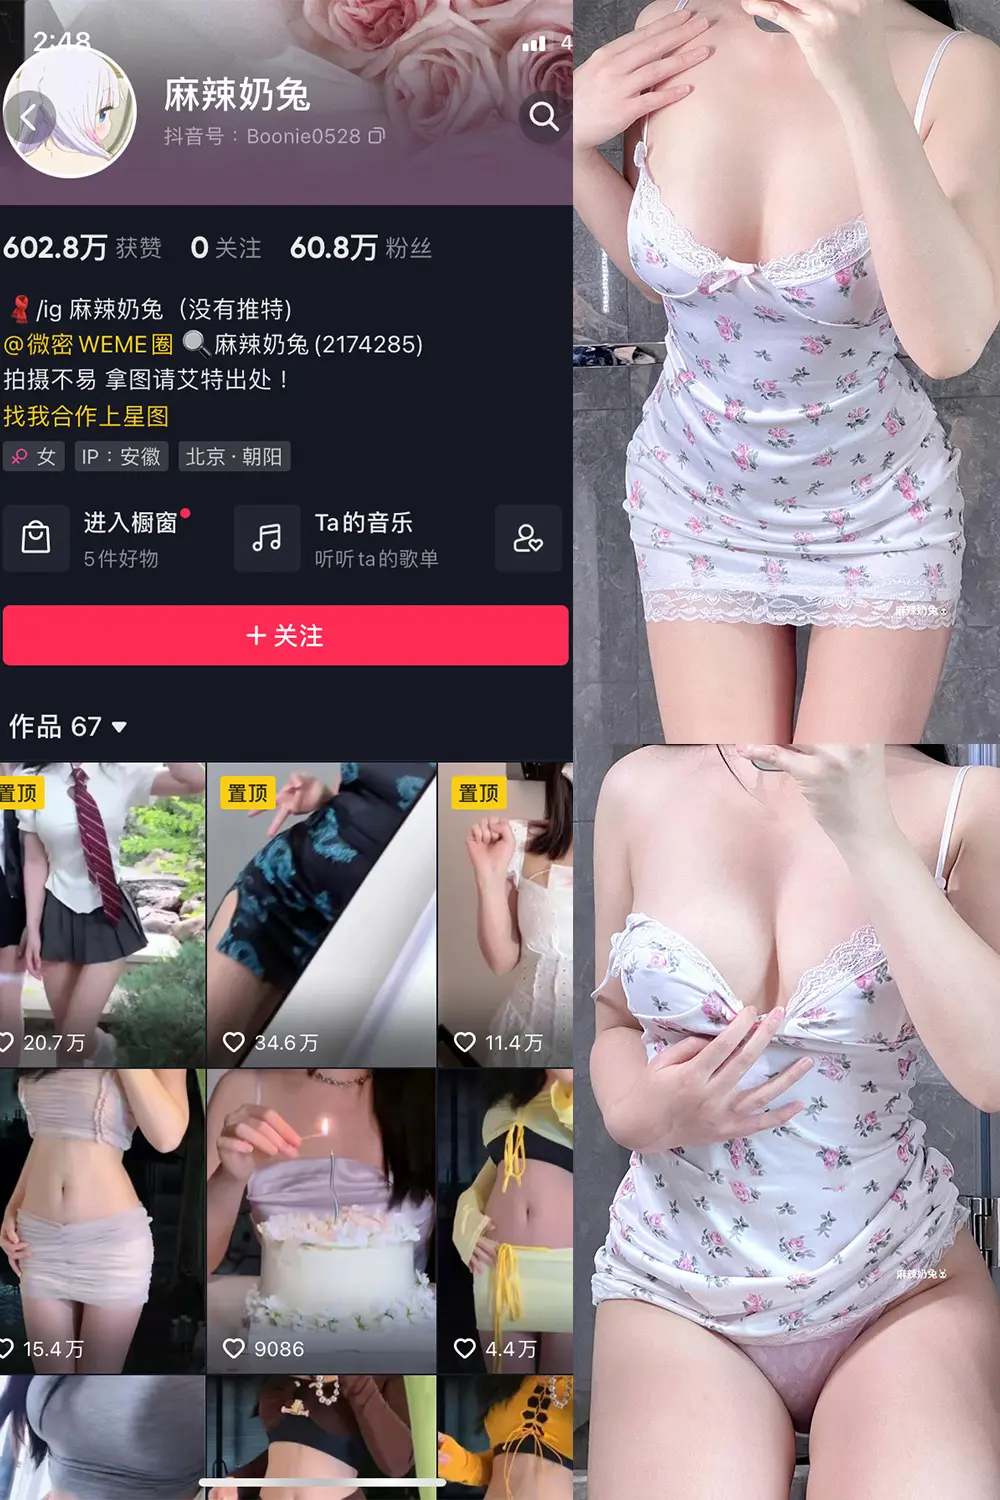 2:48
4
麻辣奶兔
抖音号：Boonie0528
602.8万 获赞 0 关注 60.8万 粉丝
/ig 麻辣奶兔（没有推特)
@微密 WEME圈 麻辣奶兔(2174285)
拍摄不易 拿图请艾特出处！
找我合作上星图
女 IP：安徽 北京·朝阳
进入橱窗 Ta的音乐
5件好物 听听ta的歌单
+ 关注
作品 67
置顶 置顶 置顶
20.7万 34.6万 11.4万
15.4万 9086 4.4万
麻辣奶兔
麻辣奶兔